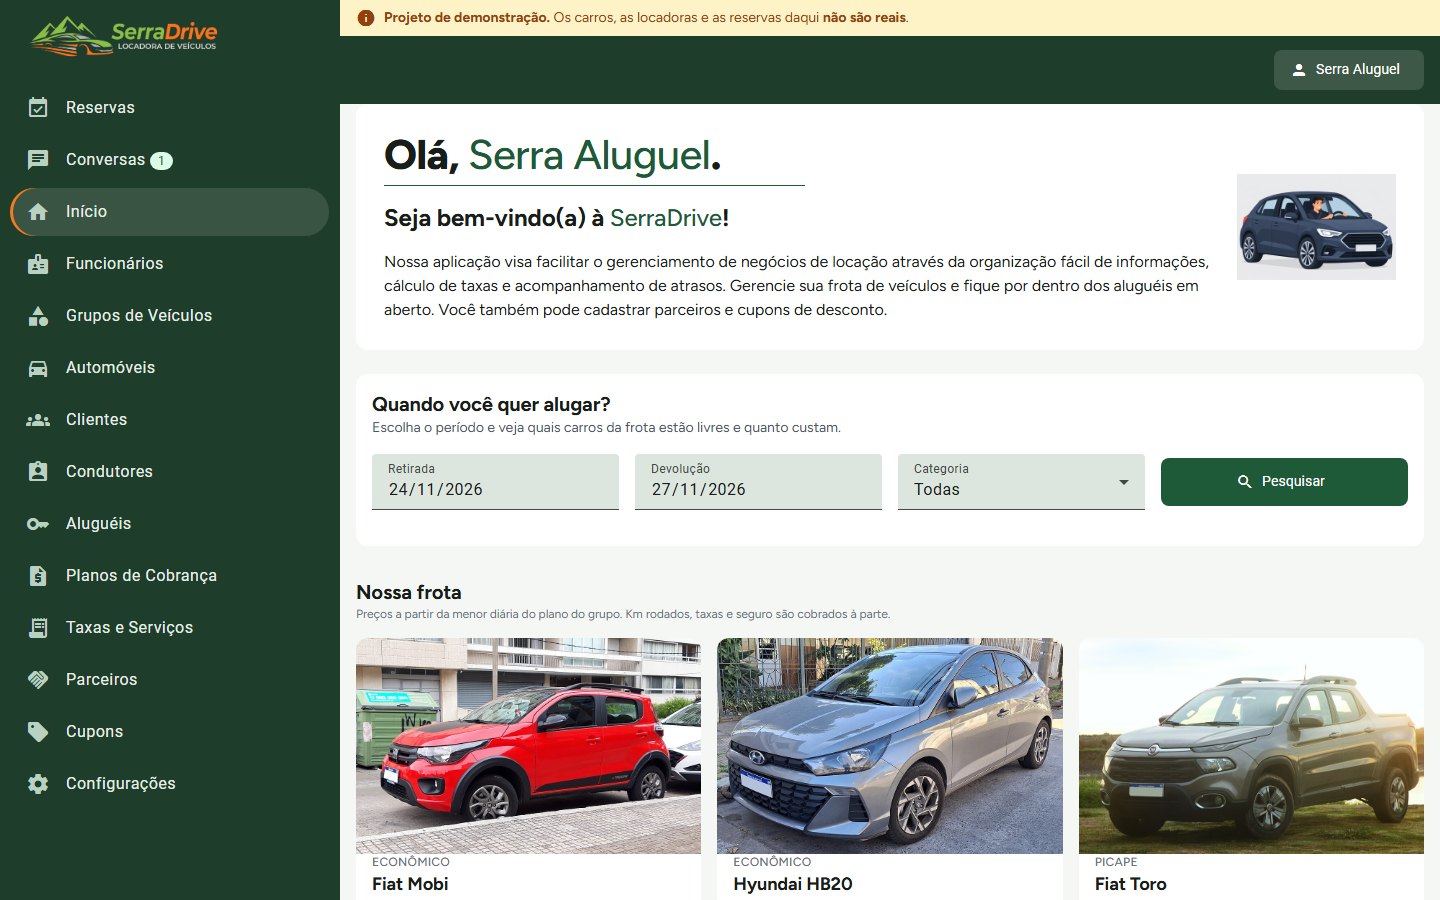 SerraDrive
LOCADORA DE VEÍCULOS
Reservas
Conversas 1
Início
Funcionários
Grupos de Veículos
Automóveis
Clientes
Condutores
Aluguéis
Planos de Cobrança
Taxas e Serviços
Parceiros
Cupons
Configurações
Projeto de demonstração. Os carros, as locadoras e as reservas daqui não são reais.
Serra Aluguel
Olá, Serra Aluguel.
Seja bem-vindo(a) à SerraDrive!
Nossa aplicação visa facilitar o gerenciamento de negócios de locação através da organização fácil de informações,
cálculo de taxas e acompanhamento de atrasos. Gerencie sua frota de veículos e fique por dentro dos aluguéis em
aberto. Você também pode cadastrar parceiros e cupons de desconto.
Quando você quer alugar?
Escolha o período e veja quais carros da frota estão livres e quanto custam.
Retirada
24/11/2026
Devolução
27/11/2026
Categoria
Todas
Pesquisar
Nossa frota
Preços a partir da menor diária do plano do grupo. Km rodados, taxas e seguro são cobrados à parte.
ECONÔMICO
Fiat Mobi
ECONÔMICO
Hyundai HB20
PICAPE
Fiat Toro